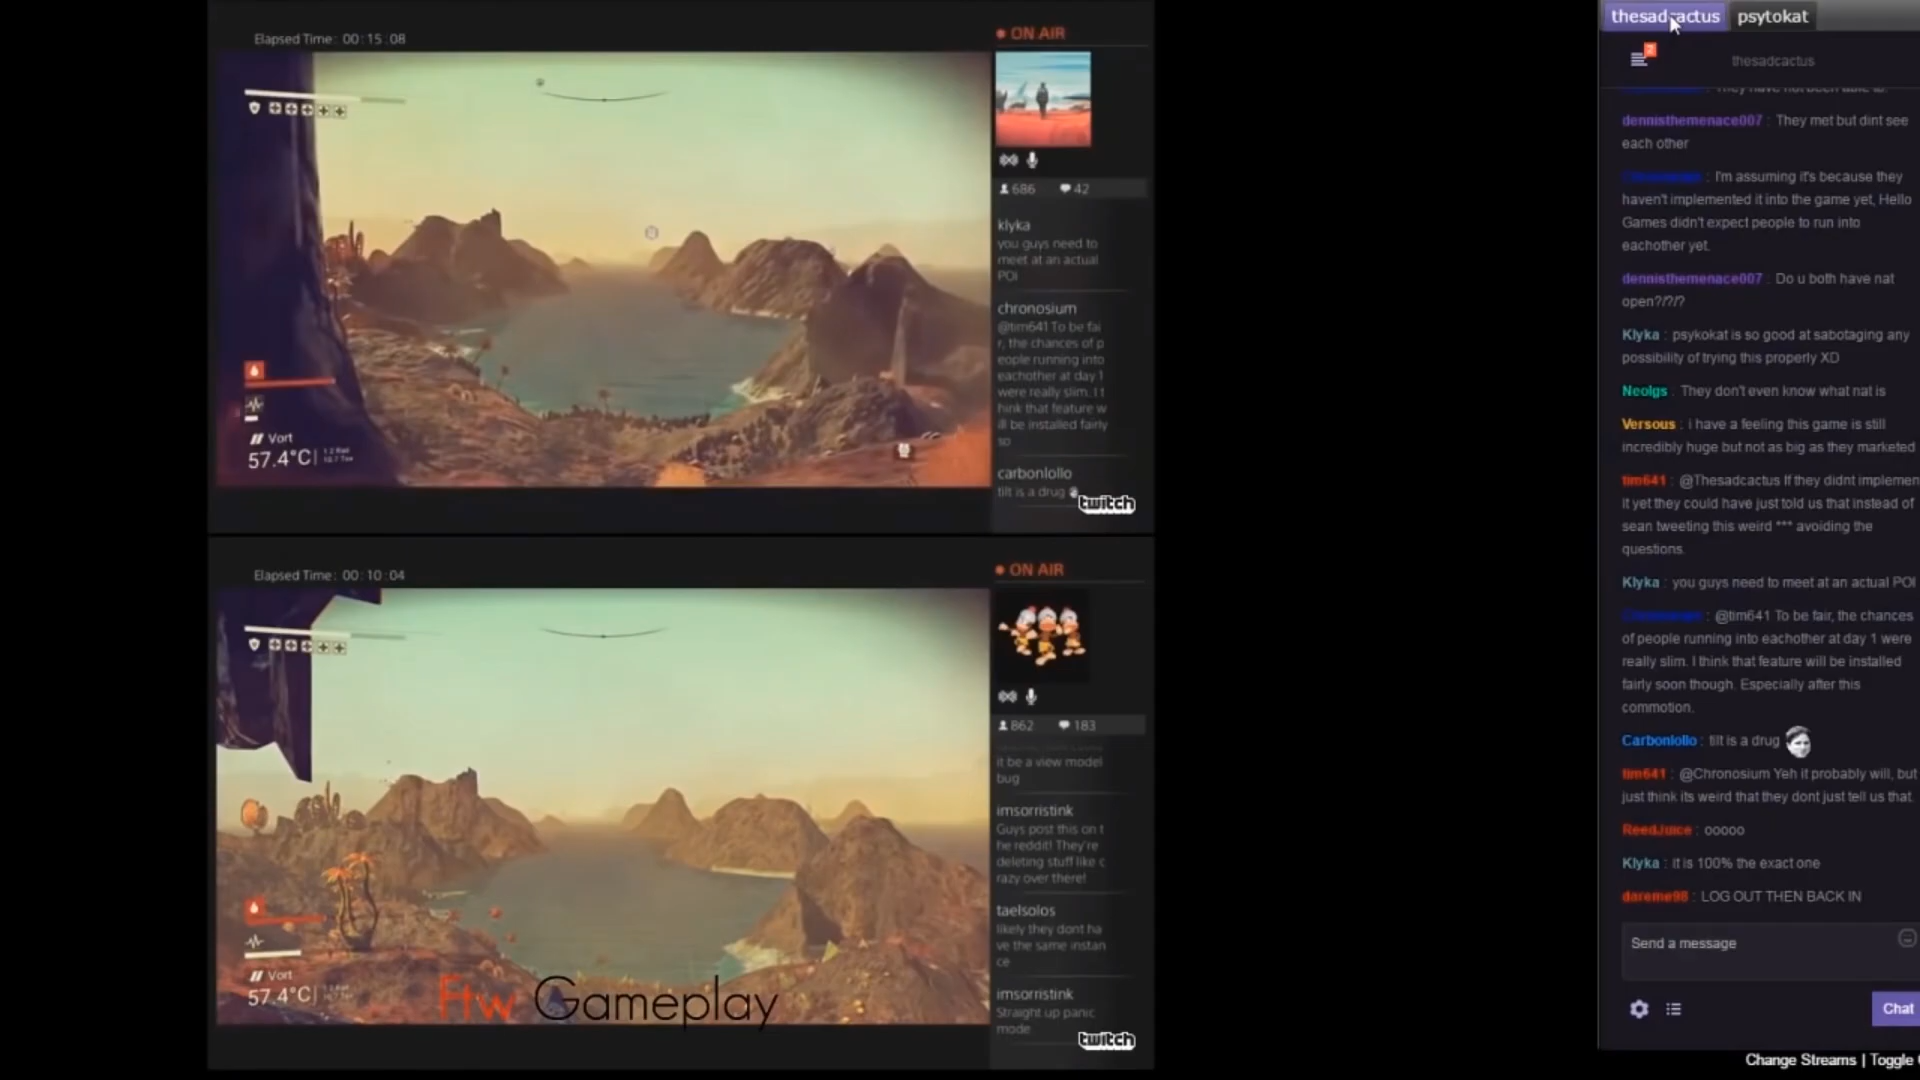 Elapsed Time : 00 : 15 : 08
ON AIR
686 42
klyka
you guys need to
meet at an actual
POI
chronosium
@tim641 To be fai
r, the chances of p
eople running into
eachother at day 1
were really slim. I t
hink that feature w
ill be installed fairly
so
carbonlollo
tilt is a drug
twitch
Vort
57.4°C
Elapsed Time : 00 : 10 : 04
ON AIR
862 183
it be a view model
bug
imsorristink
Guys post this on t
he reddit! They're
deleting stuff like c
razy over there!
taelsolos
likely they dont ha
ve the same instan
ce
imsorristink
Straight up panic
mode
twitch
Vort
57.4°C
Ftw Gameplay
thesadcactus psytokat
thesadcactus
They have not been able to.
dennisthemenace007 : They met but dint see
each other
: I'm assuming it's because they
haven't implemented it into the game yet, Hello
Games didn't expect people to run into
eachother yet.
dennisthemenace007 : Do u both have nat
open?/?/?
Klyka : psykokat is so good at sabotaging any
possibility of trying this properly XD
Neolgs : They don't even know what nat is
Versous : i have a feeling this game is still
incredibly huge but not as big as they marketed
tim641 : @Thesadcactus If they didnt implemen
it yet they could have just told us that instead of
sean tweeting this weird *** avoiding the
questions.
Klyka : you guys need to meet at an actual POI
: @tim641 To be fair, the chances
of people running into eachother at day 1 were
really slim. I think that feature will be installed
fairly soon though. Especially after this
commotion.
Carbonlollo : tilt is a drug
tim641 : @Chronosium Yeh it probably will, but
just think its weird that they dont just tell us that.
ReedJuice : ooooo
Klyka : it is 100% the exact one
dareme98 : LOG OUT THEN BACK IN
Send a message
Chat
Change Streams | Toggle